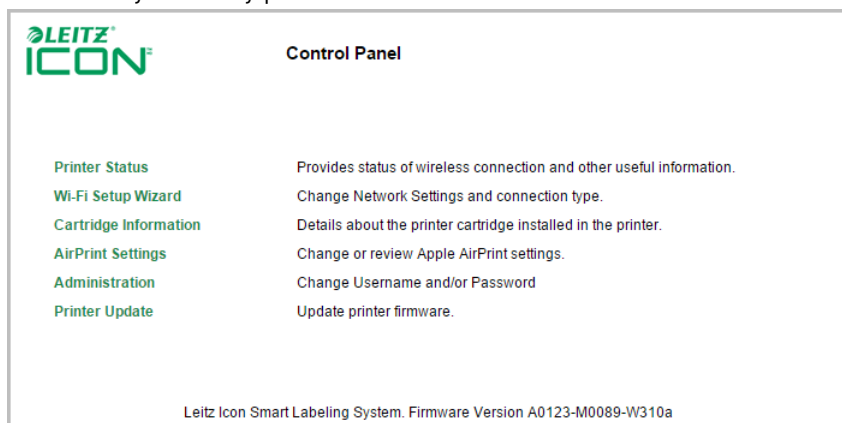 LEITZ
ICON
Control Panel
Printer Status Provides status of wireless connection and other useful information.
Wi-Fi Setup Wizard Change Network Settings and connection type.
Cartridge Information Details about the printer cartridge installed in the printer.
AirPrint Settings Change or review Apple AirPrint settings.
Administration Change Username and/or Password
Printer Update Update printer firmware.
Leitz Icon Smart Labeling System. Firmware Version A0123-M0089-W310a